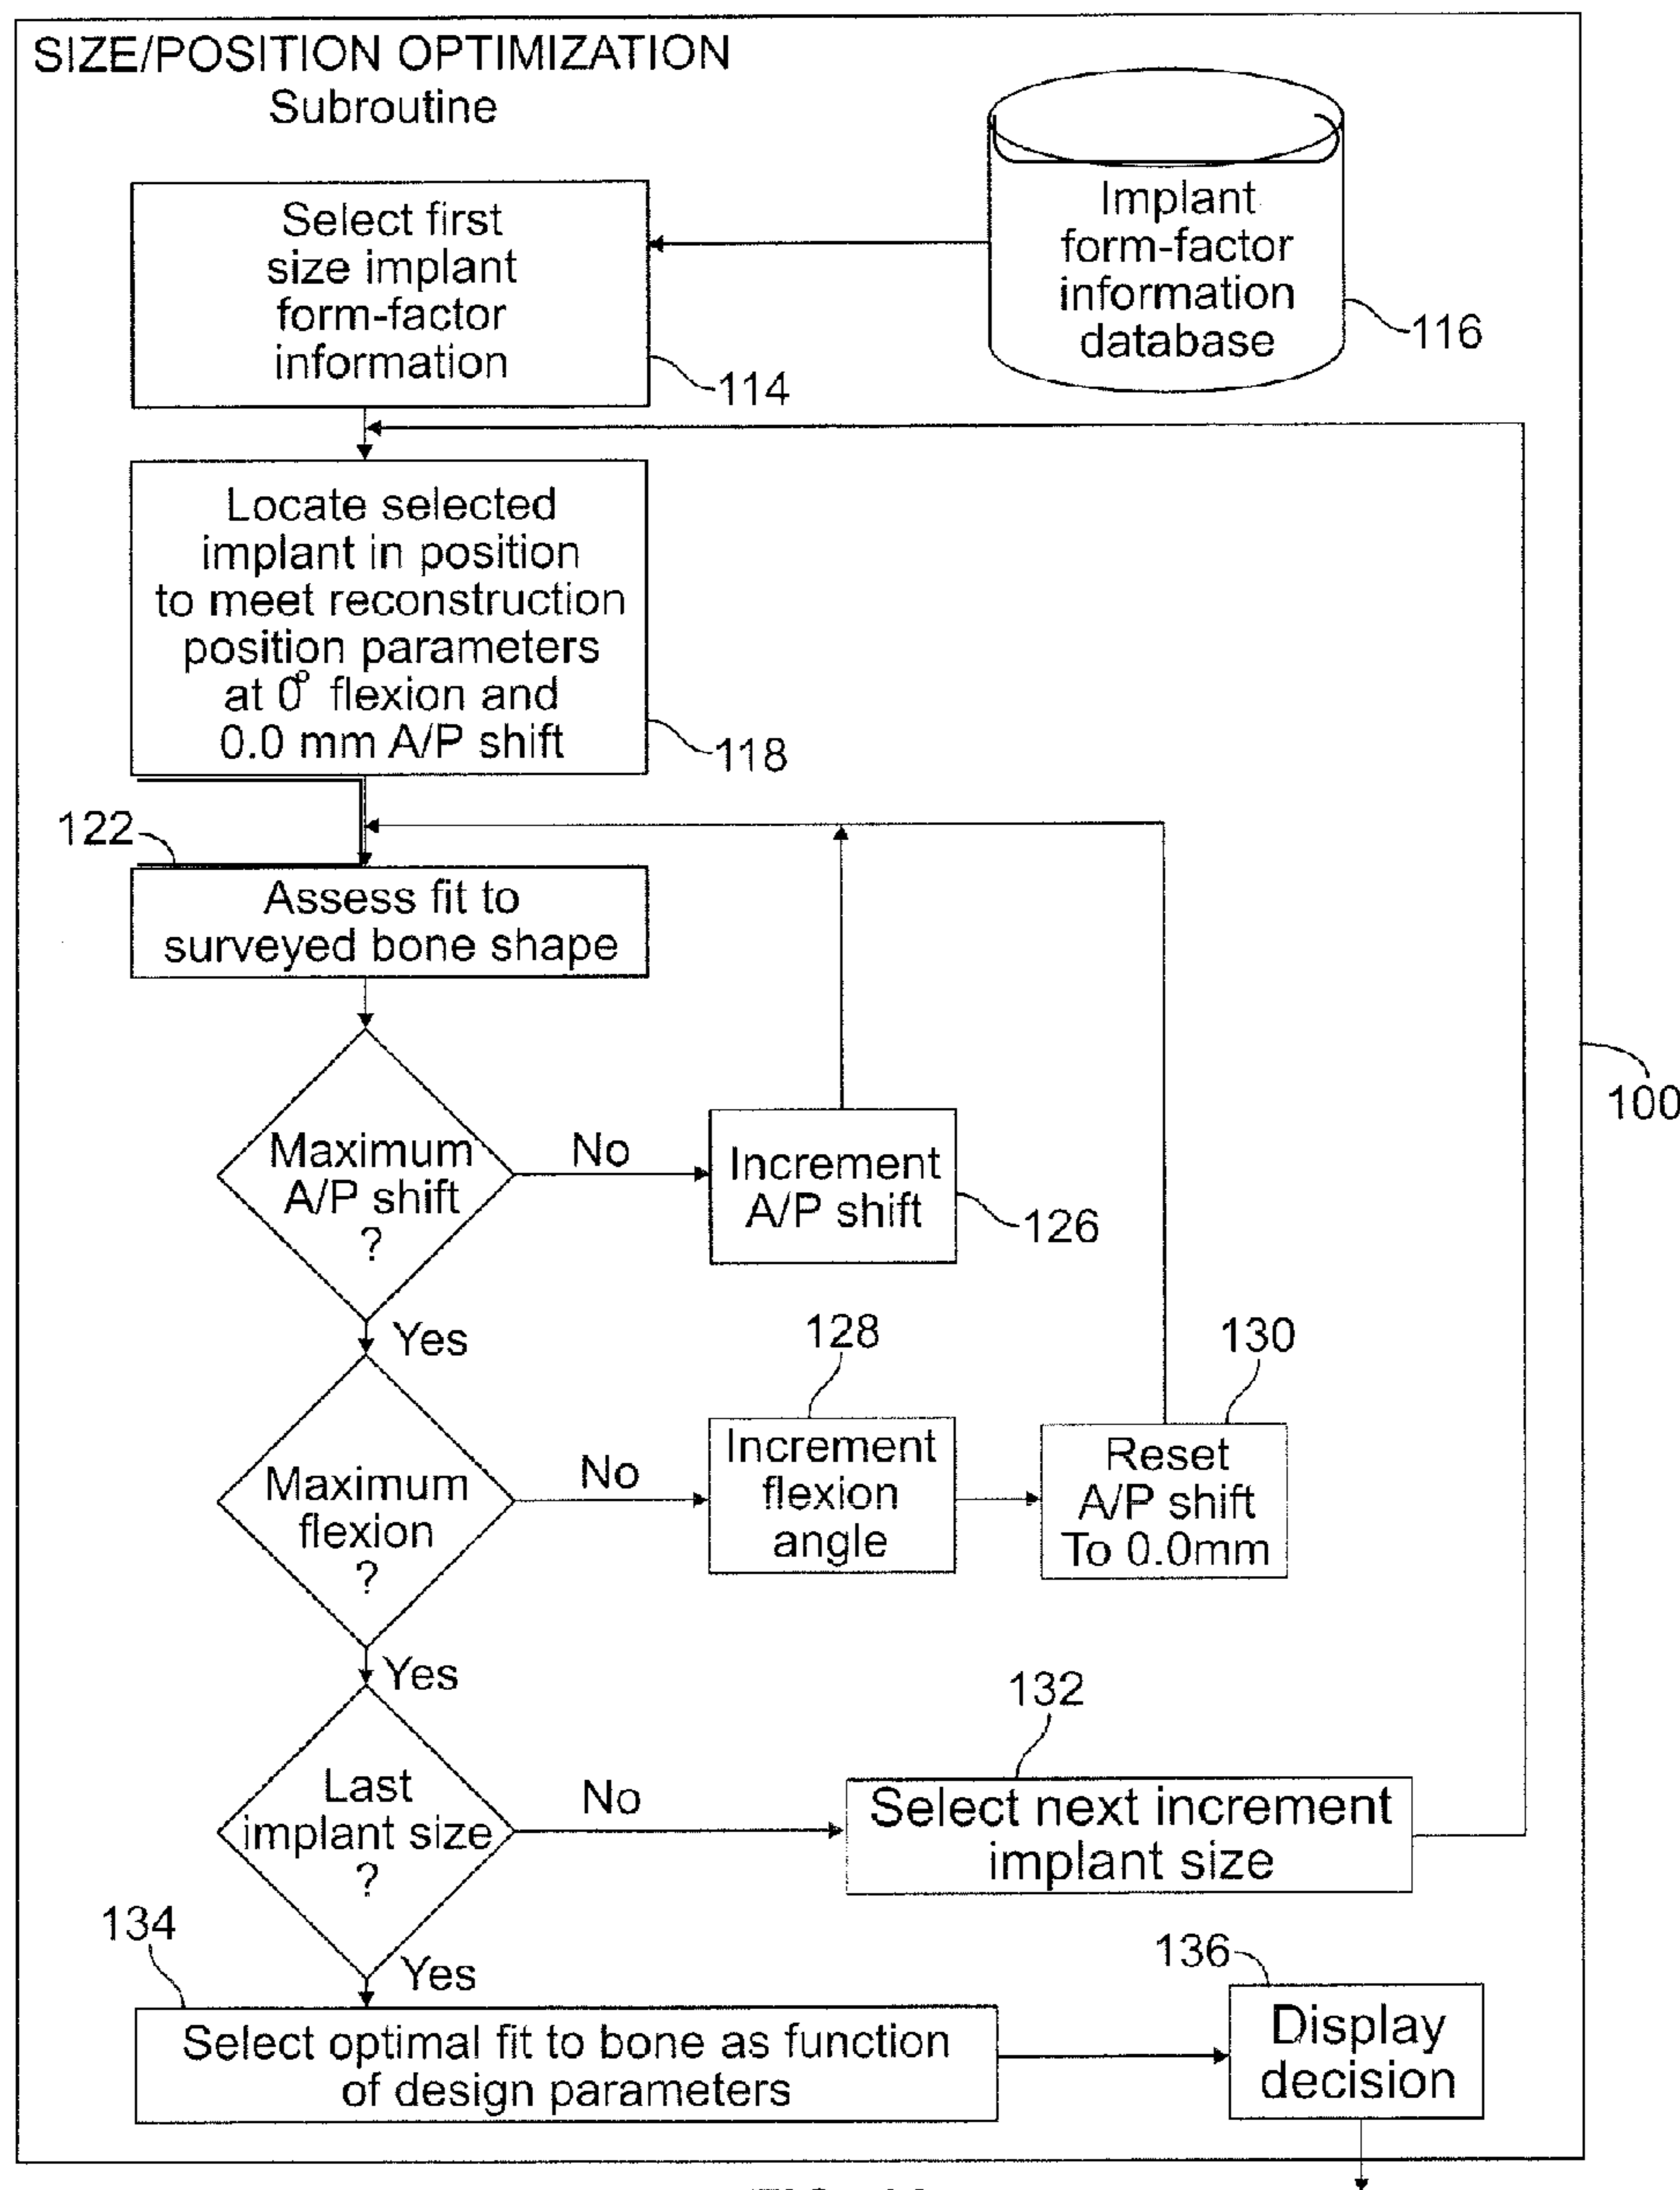 SIZE/POSITION OPTIMIZATION
Subroutine
Implant
form-factor
information
database
116
Select first
size implant
form-factor
information
114
Locate selected
implant in position
to meet reconstruction
position parameters
at 0° flexion and
0.0 mm A/P shift
118
122
Assess fit to
surveyed bone shape
100
Maximum
A/P shift
?
No
Increment
A/P shift
126
Yes
Maximum
flexion
?
No
128
Increment
flexion
angle
130
Reset
A/P shift
To 0.0mm
Yes
Last
implant size
?
No
132
Select next increment
implant size
Yes
134
Select optimal fit to bone as function
of design parameters
136
Display
decision